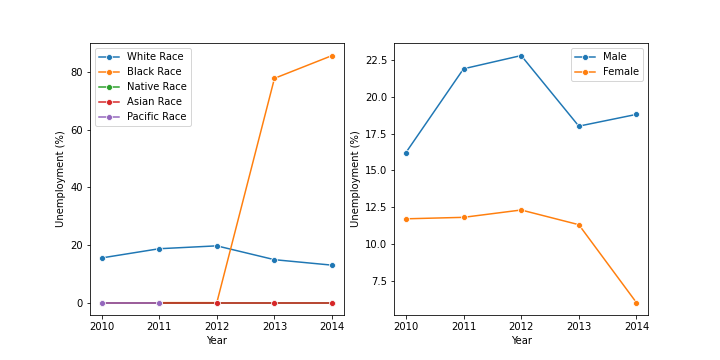 White Race
Black Race
Native Race
Asian Race
Pacific Race
80
60
40
20
0
Unemployment (%)
2010 2011 2012 2013 2014
Year
Male
Female
22.5
20.0
17.5
15.0
12.5
10.0
7.5
Unemployment (%)
2010 2011 2012 2013 2014
Year